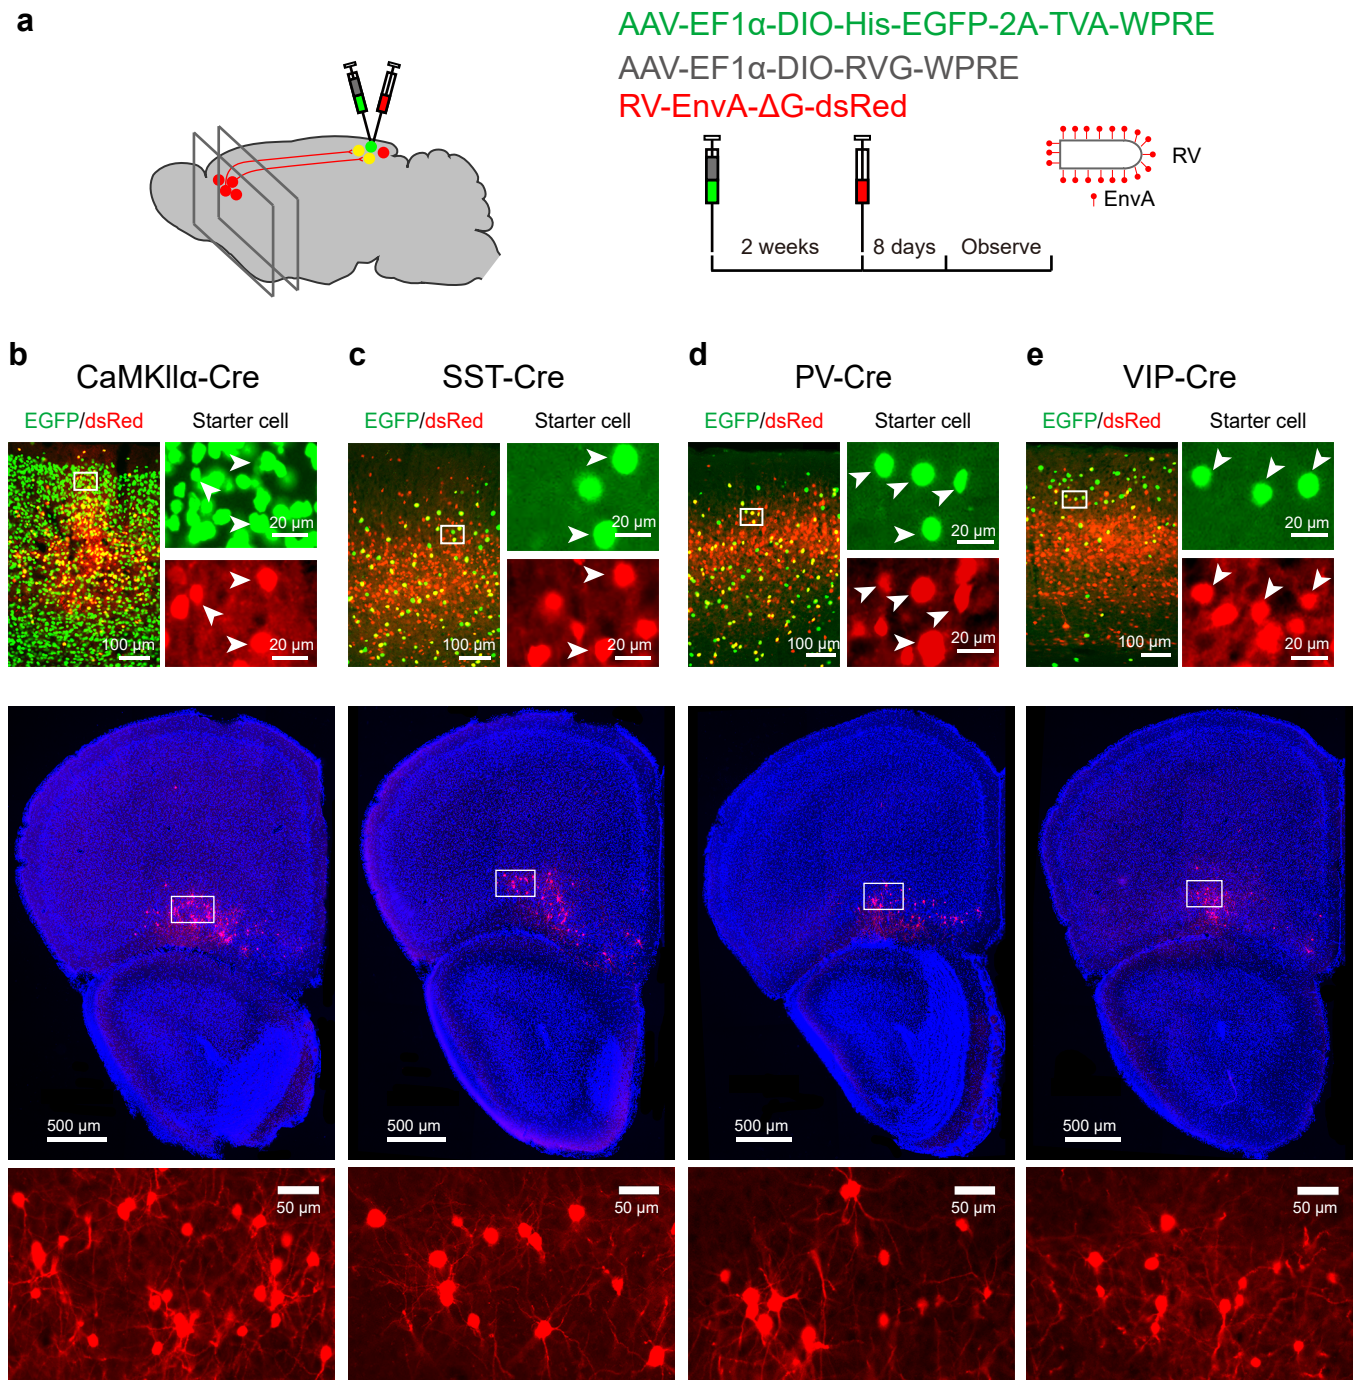 a
AAV-EF1α-DIO-His-EGFP-2A-TVA-WPRE
AAV-EF1α-DIO-RVG-WPRE
RV-EnvA-ΔG-dsRed
RV
EnvA
2 weeks
8 days
Observe
b
CaMKIIα-Cre
EGFP/dsRed
Starter cell
20 μm
100 μm
20 μm
c
SST-Cre
EGFP/dsRed
Starter cell
20 μm
100 μm
20 μm
d
PV-Cre
EGFP/dsRed
Starter cell
20 μm
100 μm
20 μm
e
VIP-Cre
EGFP/dsRed
Starter cell
20 μm
100 μm
20 μm
500 μm
500 μm
500 μm
500 μm
50 μm
50 μm
50 μm
50 μm